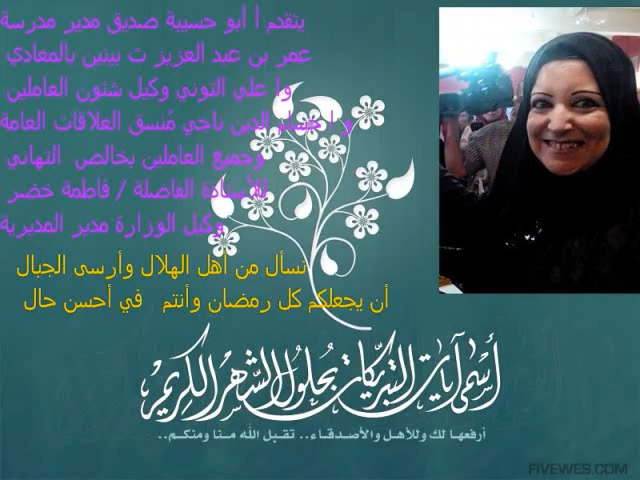 يتقدم أ أبو حسيبة صديق مدير مدرسة
عمر بن عبد العزيز ث بنين بالمعادي
وا علي التوني وكيل شئون العاملين
و ا حسام الدين ناجي منسق العلاقات العامة
وجميع العاملين بخالص التهاني
للأستاذة الفاضلة / فاطمة خضر
وكيل الوزارة مدير المديرية
نسأل من أهل الهلال وأرسى الجبال
أن يجعلكم كل رمضان وأنتم في أحسن حال
أسمى آيات التبريكات بحلول الشهر الكريم
أرفعها لك وللأهل والأصدقاء.. تقبل الله منا ومنكم..
FIVEWES.COM